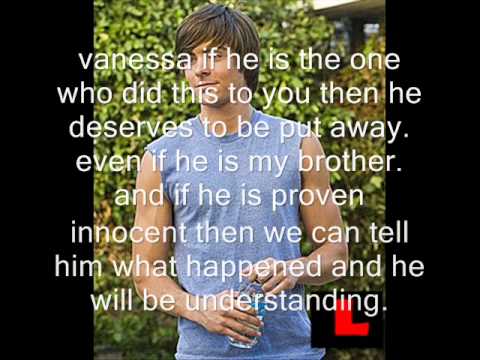 vanessa if he is the one
who did this to you then he
deserves to be put away.
even if he is my brother.
and if he is proven
innocent then we can tell
him what happened and he
will be understanding.